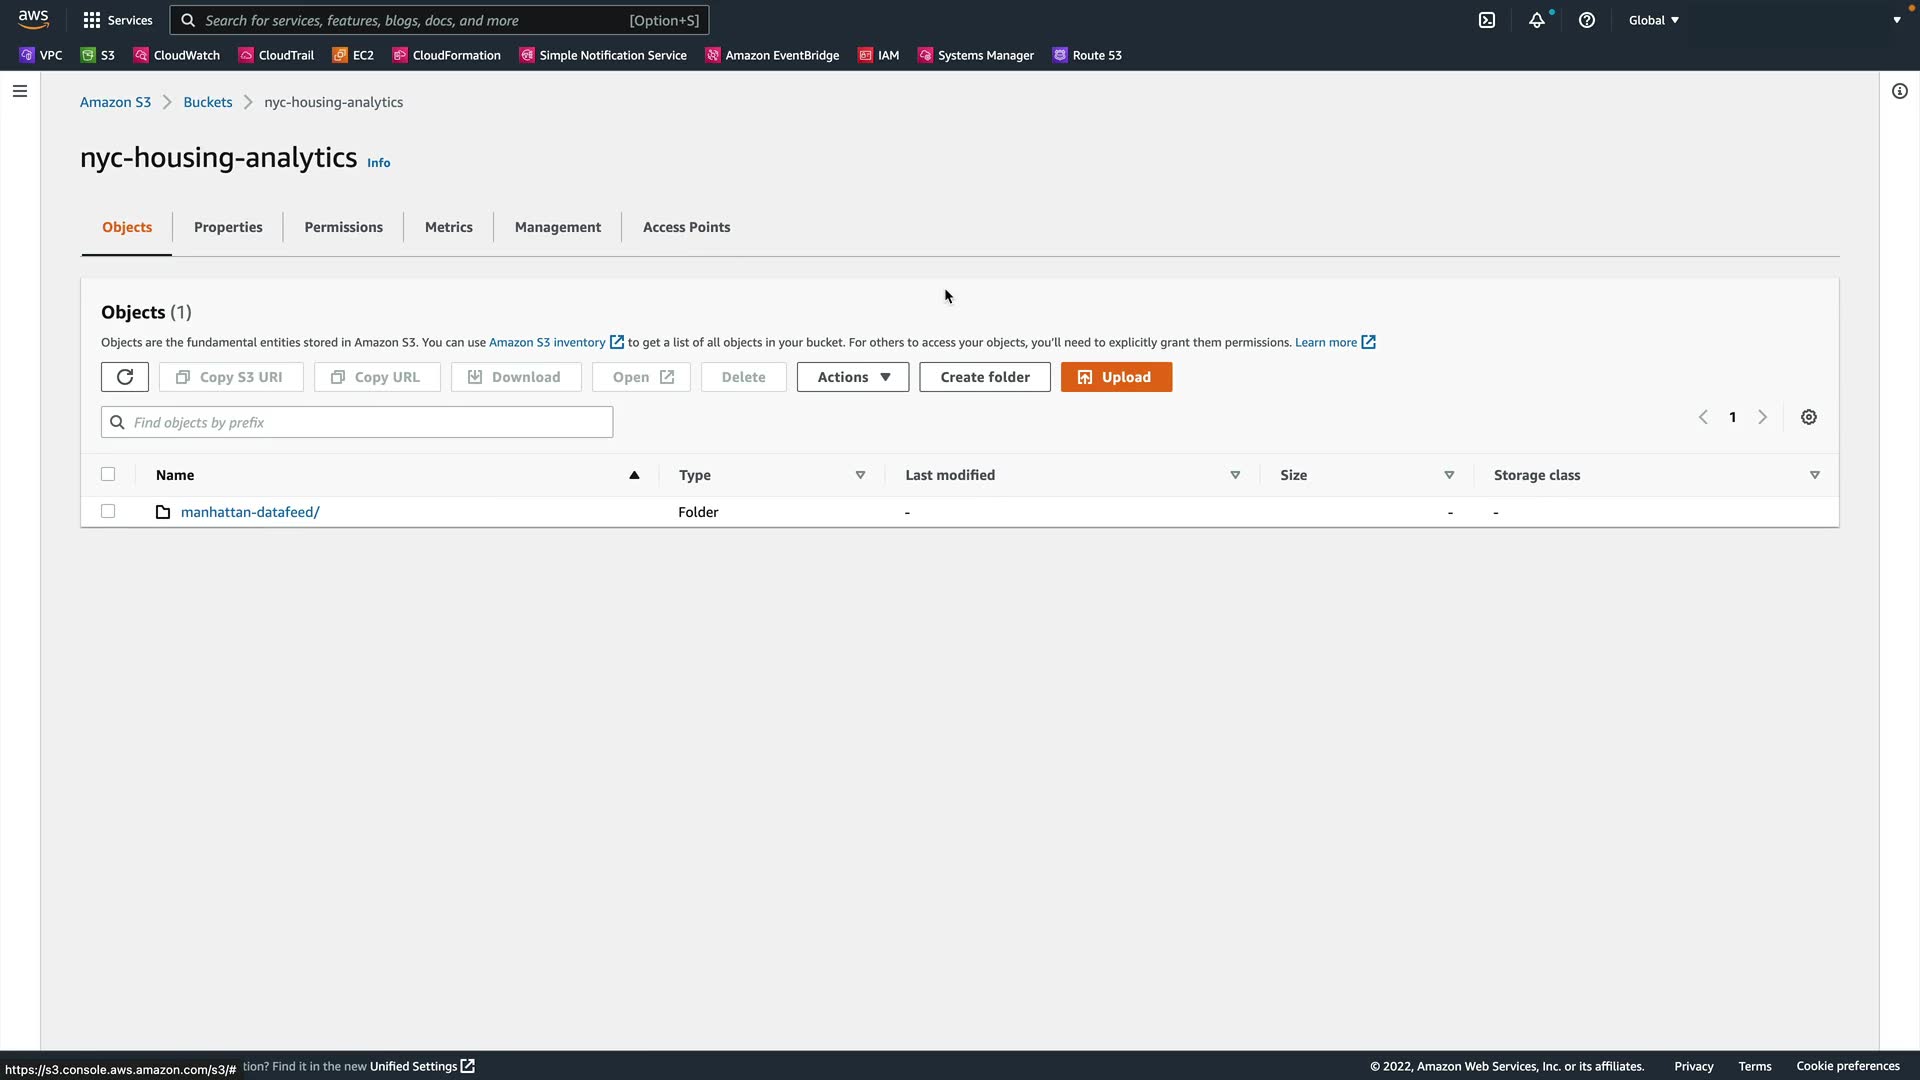 aws Services Search for services, features, blogs, docs, and more [Option+S] Global
VPC S3 CloudWatch CloudTrail EC2 CloudFormation Simple Notification Service Amazon EventBridge IAM Systems Manager Route 53
Amazon S3 Buckets nyc-housing-analytics
nyc-housing-analytics Info
Objects Properties Permissions Metrics Management Access Points
Objects (1)
Objects are the fundamental entities stored in Amazon S3. You can use Amazon S3 inventory to get a list of all objects in your bucket. For others to access your objects, you'll need to explicitly grant them permissions. Learn more
Copy S3 URI Copy URL Download Open Delete Actions Create folder Upload
Find objects by prefix 1
Name Type Last modified Size Storage class
manhattan-datafeed/ Folder - - -
https://s3.console.aws.amazon.com/s3/# tion? Find it in the new Unified Settings © 2022, Amazon Web Services, Inc. or its affiliates. Privacy Terms Cookie preferences